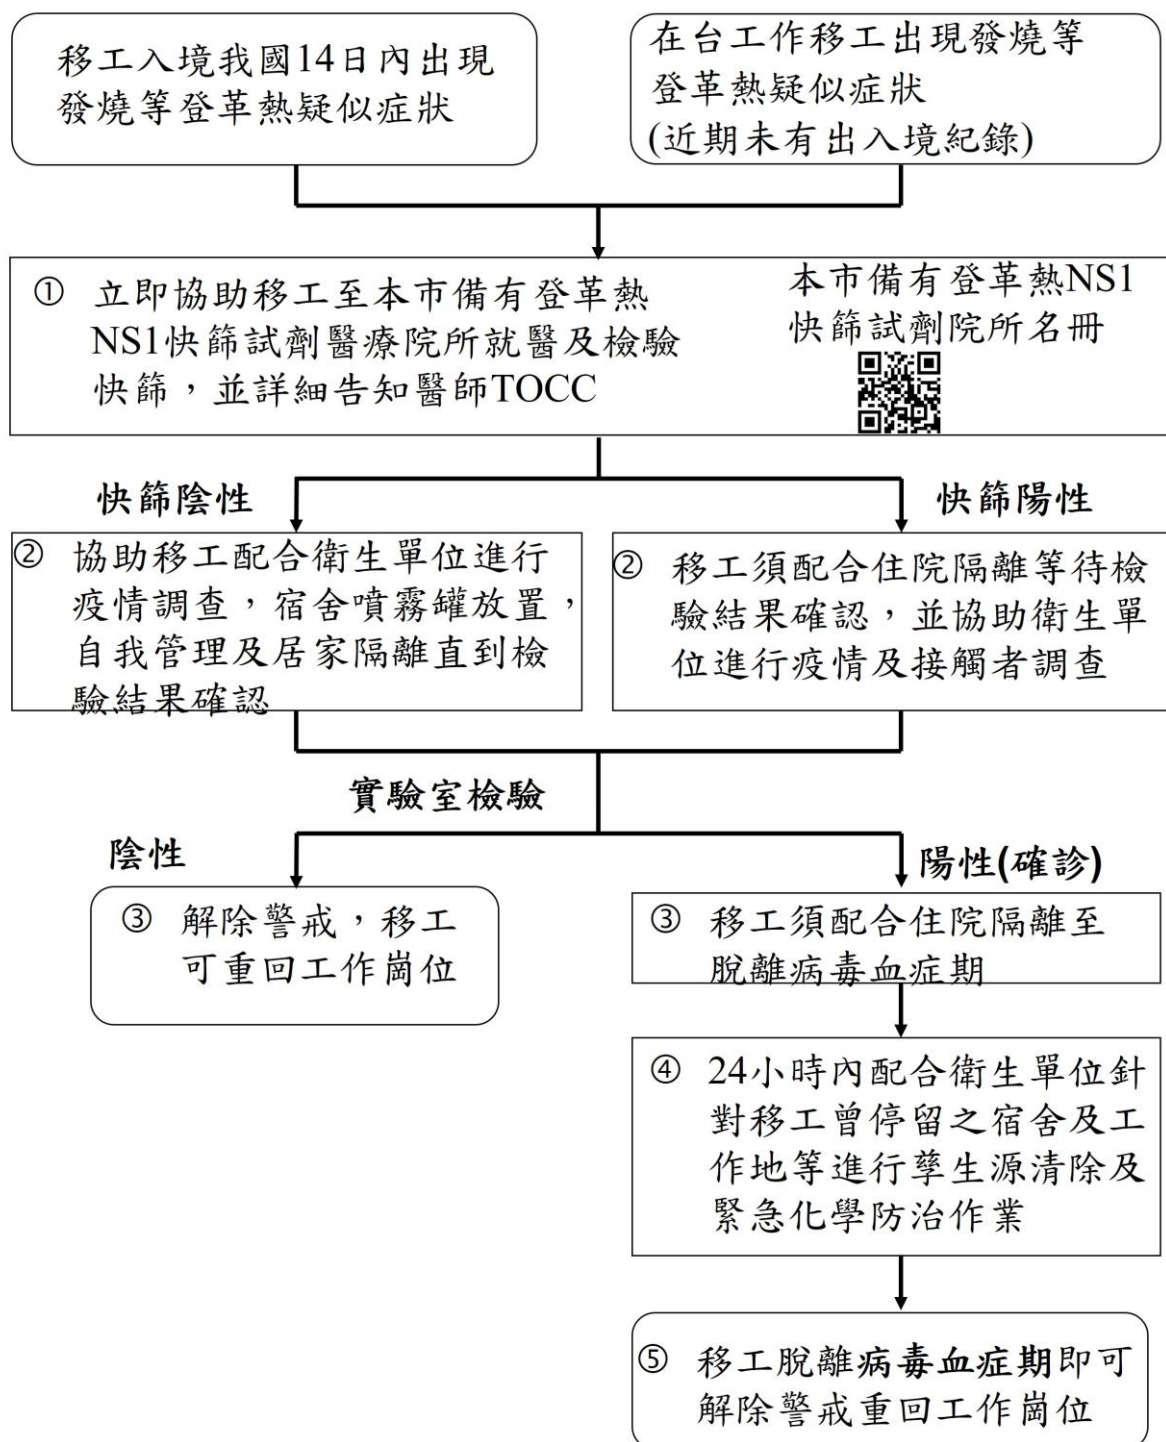 移工入境我國14日內出現
發燒等登革熱疑似症狀
在台工作移工出現發燒等
登革熱疑似症狀
(近期未有出入境紀錄)
① 立即協助移工至本市備有登革熱
NS1快篩試劑醫療院所就醫及檢驗
快篩，並詳細告知醫師TOCC
本市備有登革熱NS1
快篩試劑院所名冊
快篩陰性
② 協助移工配合衛生單位進行
疫情調查，宿舍噴霧罐放置，
自我管理及居家隔離直到檢
驗結果確認
快篩陽性
② 移工須配合住院隔離等待檢
驗結果確認，並協助衛生單
位進行疫情及接觸者調查
實驗室檢驗
陰性
③ 解除警戒，移工
可重回工作崗位
陽性(確診)
③ 移工須配合住院隔離至
脫離病毒血症期
④ 24小時內配合衛生單位針
對移工曾停留之宿舍及工
作地等進行孳生源清除及
緊急化學防治作業
⑤ 移工脫離病毒血症期即可
解除警戒重回工作崗位